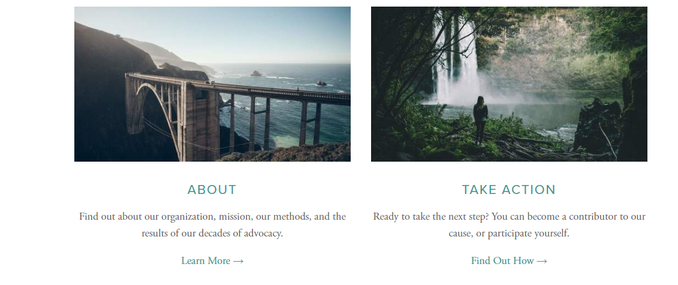 ABOUT
Find out about our organization, mission, our methods, and the
results of our decades of advocacy.
Learn More →
TAKE ACTION
Ready to take the next step? You can become a contributor to our
cause, or participate yourself.
Find Out How →